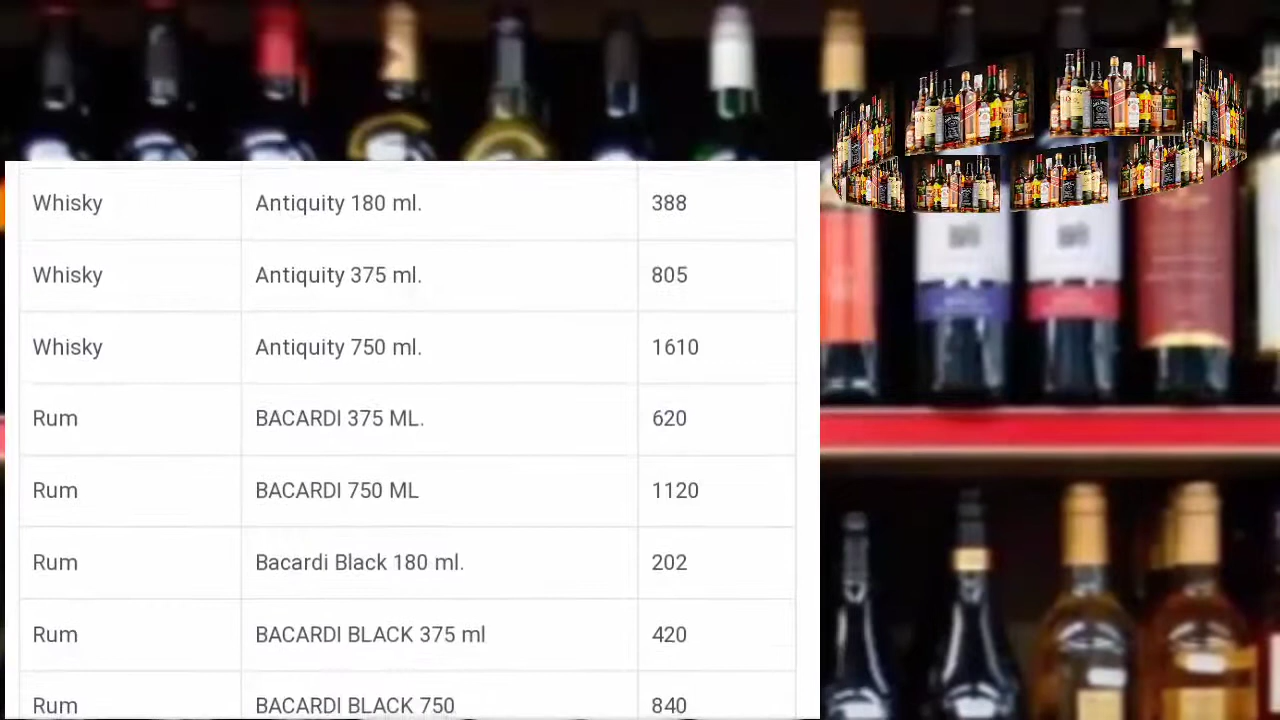 Whisky Antiquity 180 ml. 388
Whisky Antiquity 375 ml. 805
Whisky Antiquity 750 ml. 1610
Rum BACARDI 375 ML. 620
Rum BACARDI 750 ML 1120
Rum Bacardi Black 180 ml. 202
Rum BACARDI BLACK 375 ml 420
Rum BACARDI BLACK 750 840